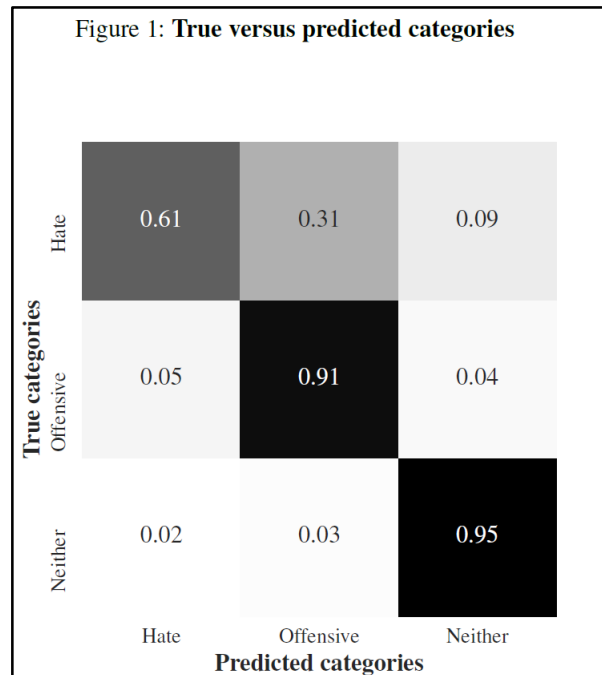 Figure 1: True versus predicted categories
Hate
0.61 0.31 0.09
Offensive
0.05 0.91 0.04
Neither
0.02 0.03 0.95
True categories
Hate Offensive Neither
Predicted categories